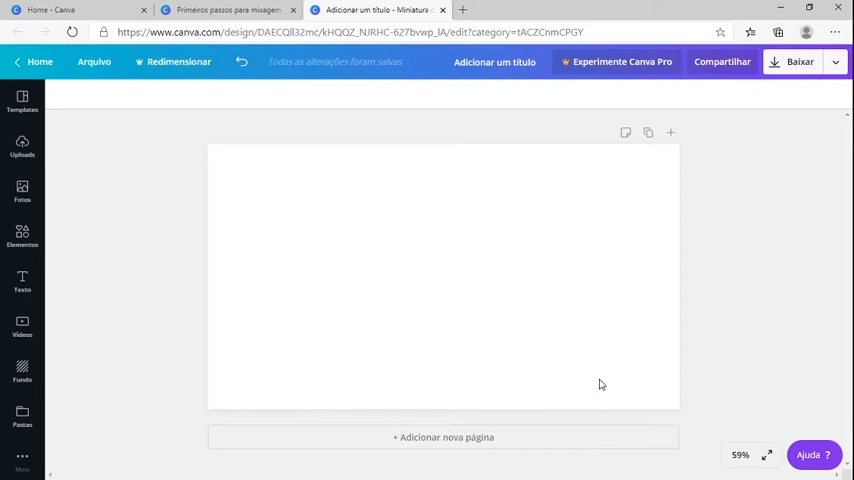 Home - Canva
Primeiros passos para mixagem
Adicionar um título - Miniatura d
https://www.canva.com/design/DAECQll32mc/kHQQZ_NJRHC-627bvwp_lA/edit?category=tACZCnmCPGY
Home
Arquivo
Redimensionar
Todas as alterações foram salvas
Adicionar um título
Experimente Canva Pro
Compartilhar
Baixar
Templates
Uploads
Fotos
Elementos
Texto
Vídeos
Fundo
Pastas
Mais
+ Adicionar nova página
59%
Ajuda ?